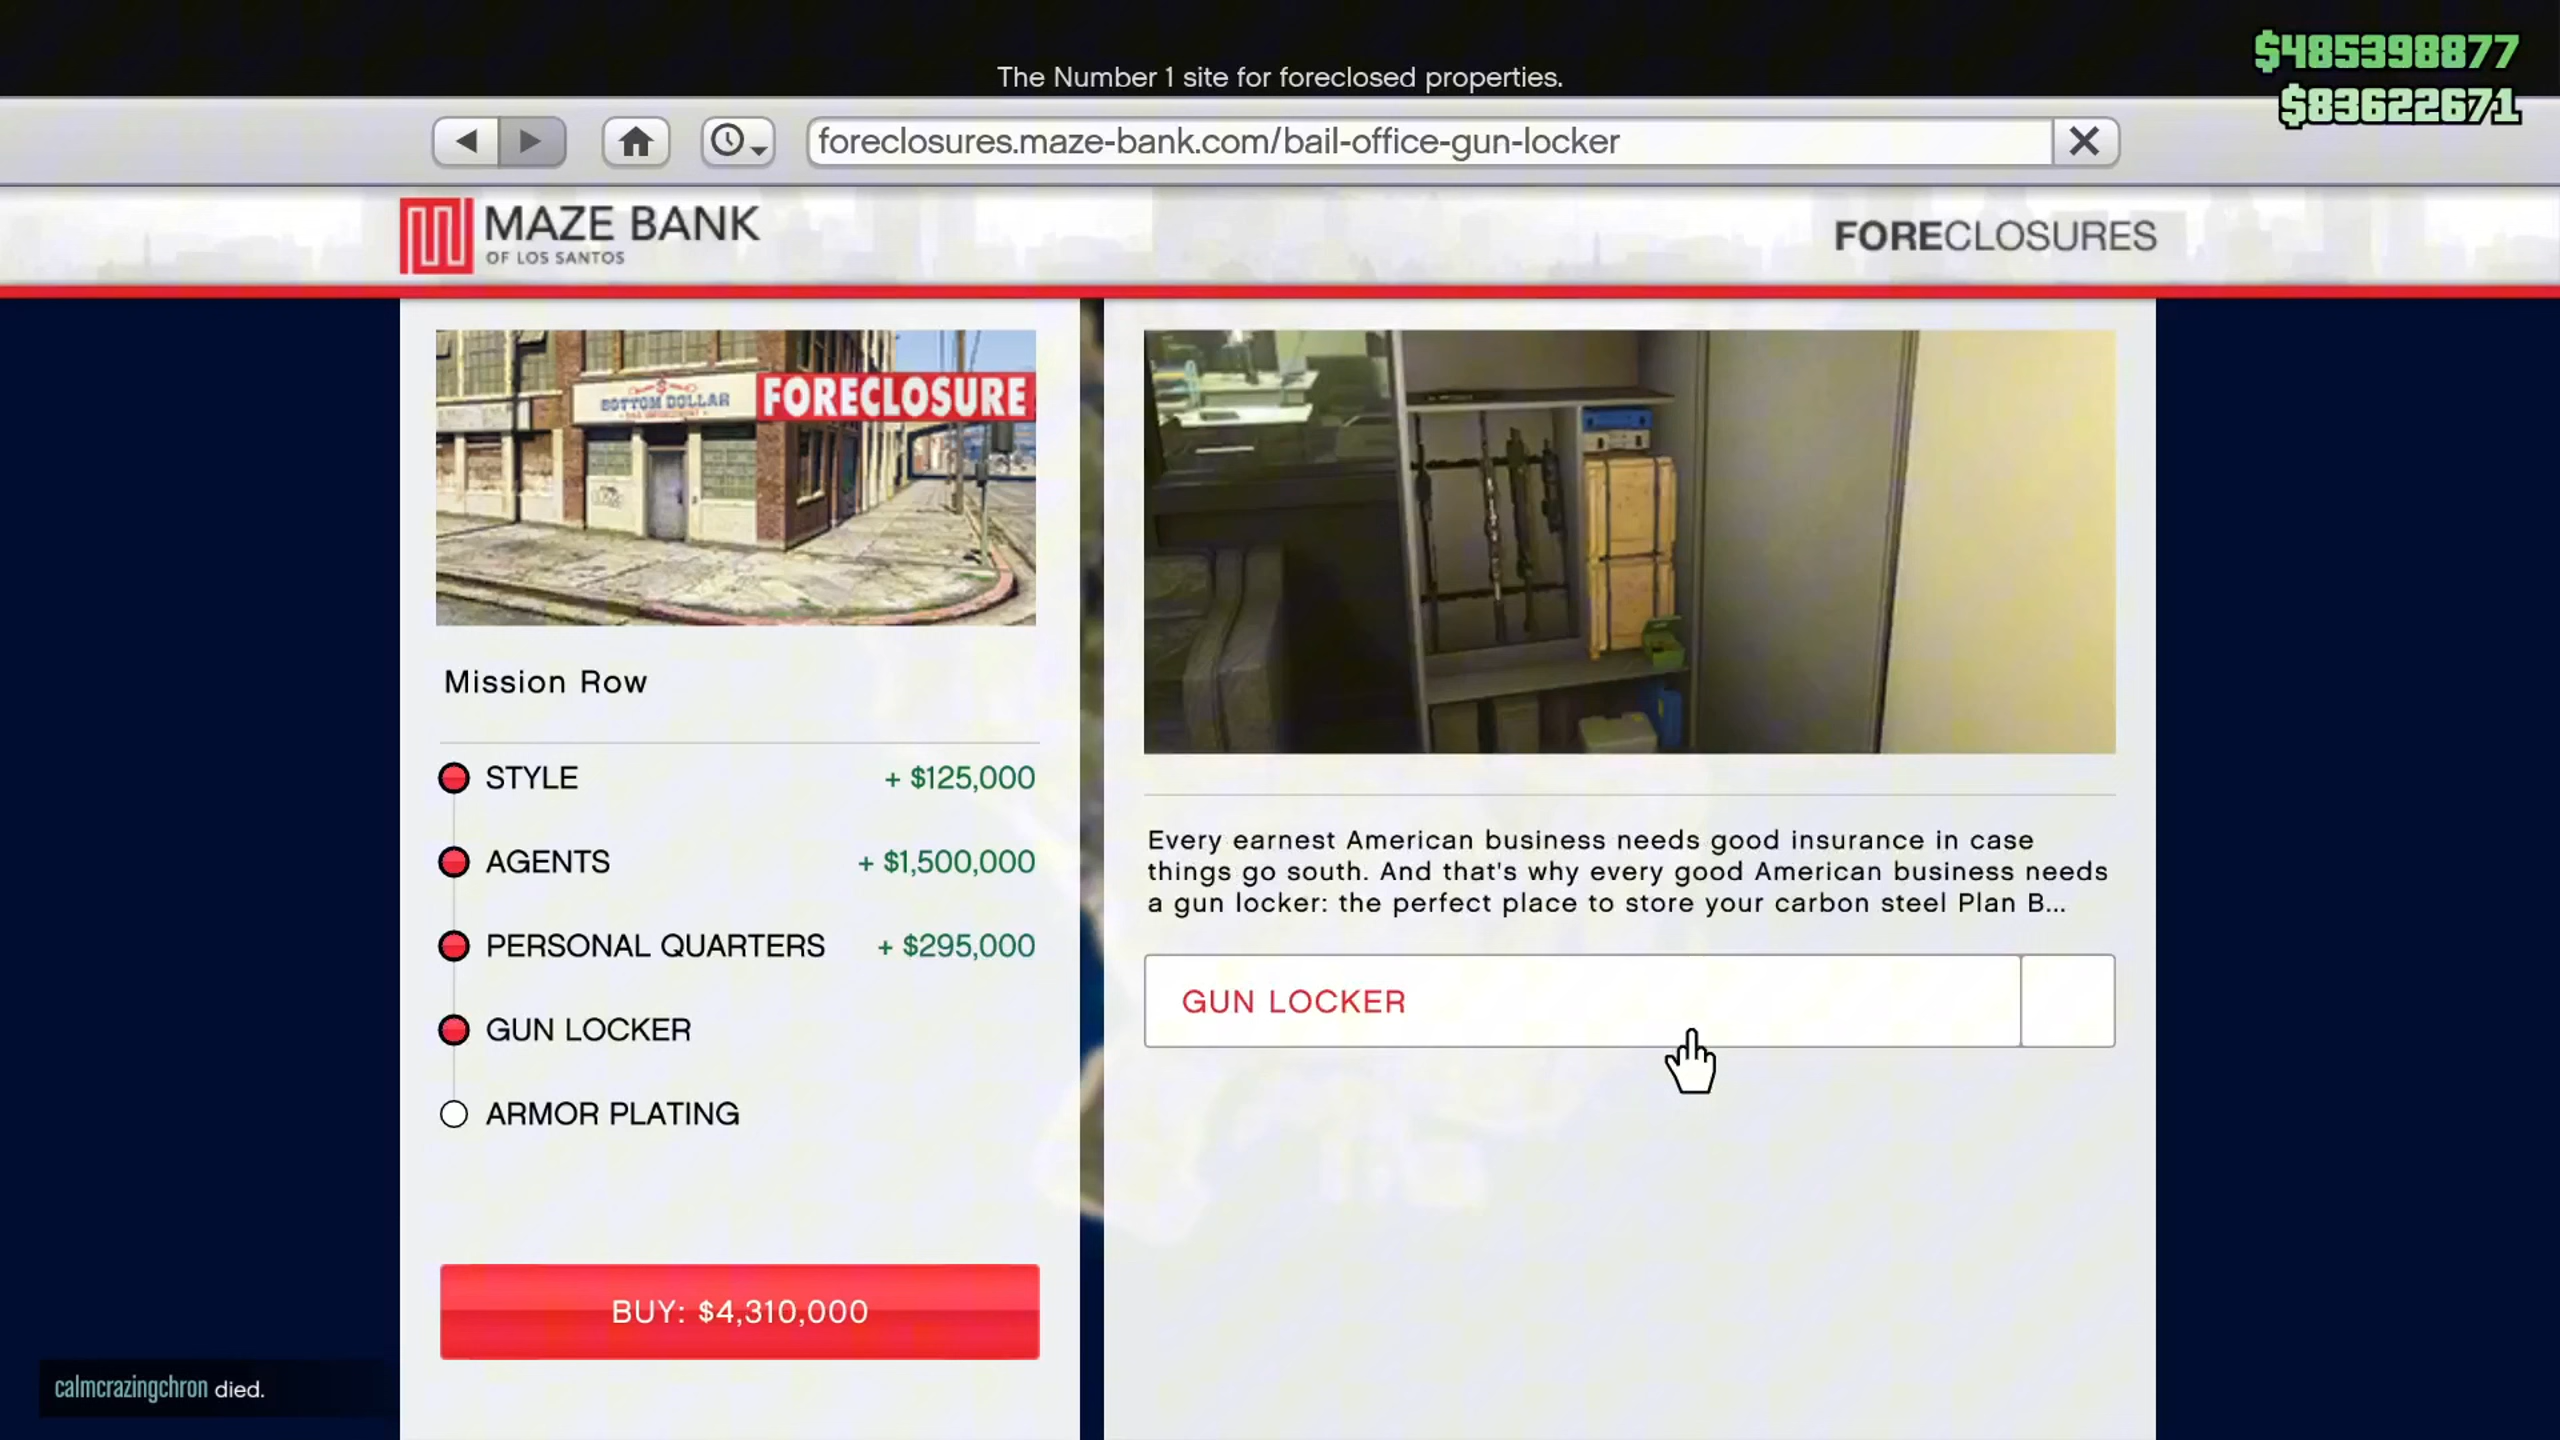 $485398877
The Number 1 site for foreclosed properties.
$83622671
foreclosures.maze-bank.com/bail-office-gun-locker
MAZE BANK
OF LOS SANTOS
FORECLOSURES
BOTTOM DOLLAR
FORECLOSURE
Mission Row
STYLE + $125,000
AGENTS + $1,500,000
PERSONAL QUARTERS + $295,000
GUN LOCKER
ARMOR PLATING
BUY: $4,310,000
Every earnest American business needs good insurance in case
things go south. And that's why every good American business needs
a gun locker: the perfect place to store your carbon steel Plan B...
GUN LOCKER
calmcrazingchron died.